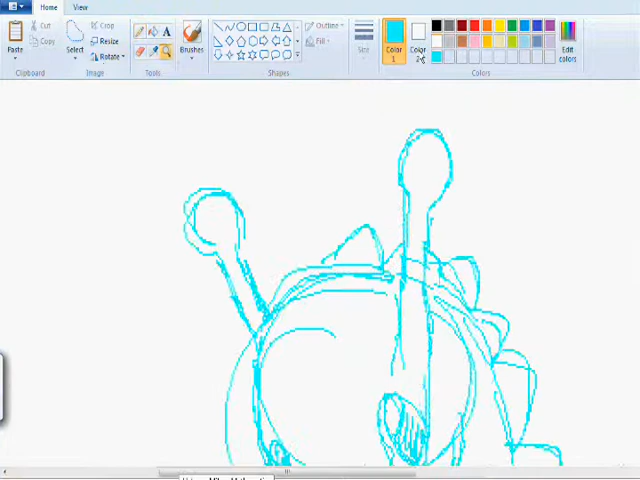 Home View
Paste
Cut
Copy
Clipboard
Select
Crop
Resize
Rotate
Image
A
Tools
Brushes
Shapes
Outline
Fill
Size
Color 1
Color 2
Edit colors
Colors